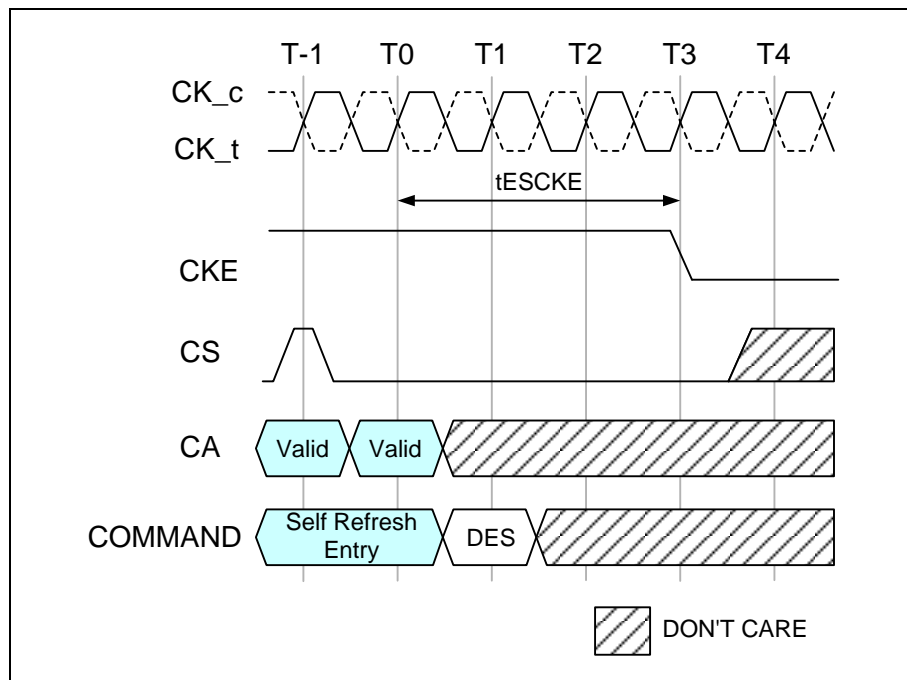 T-1 T0 T1 T2 T3 T4
CK_c
CK_t
tESCKE
CKE
CS
CA Valid Valid
COMMAND Self Refresh Entry DES
DON'T CARE